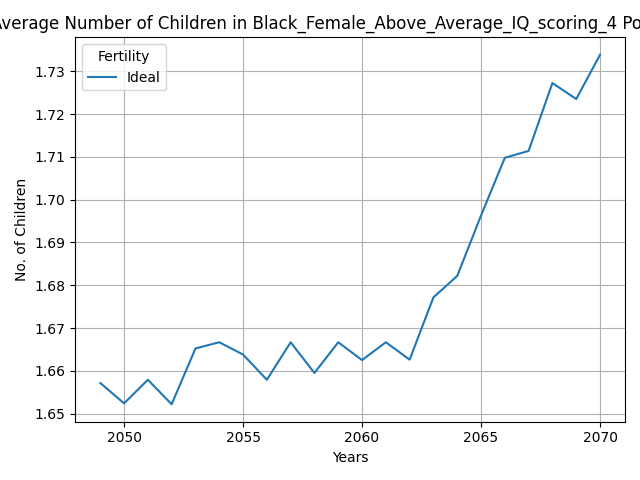 Average Number of Children in Black_Female_Above_Average_IQ_scoring_4 Po
Fertility
Ideal
1.73
1.72
1.71
1.70
1.69
1.68
1.67
1.66
1.65
No. of Children
2050 2055 2060 2065 2070
Years